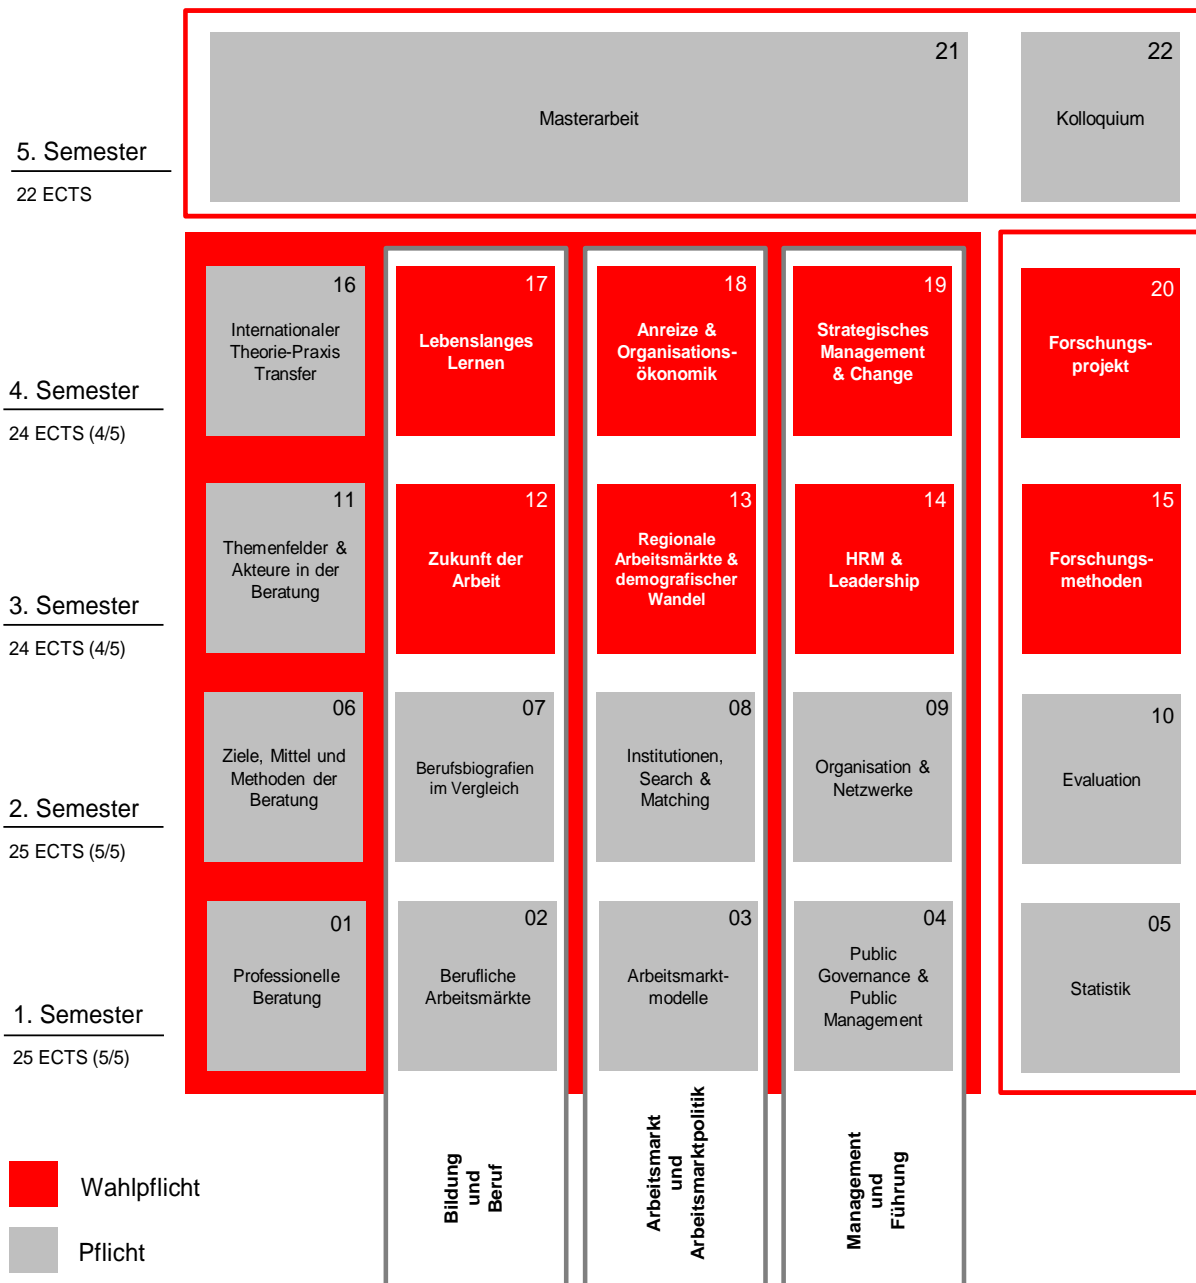 21
Masterarbeit
22
Kolloquium
5. Semester
22 ECTS
16
Internationaler
Theorie-Praxis
Transfer
17
Lebenslanges
Lernen
18
Anreize &
Organisations-
ökonomik
19
Strategisches
Management
& Change
20
Forschungs-
projekt
4. Semester
24 ECTS (4/5)
11
Themenfelder &
Akteure in der
Beratung
12
Zukunft der
Arbeit
13
Regionale
Arbeitsmärkte &
demografischer
Wandel
14
HRM &
Leadership
15
Forschungs-
methoden
3. Semester
24 ECTS (4/5)
06
Ziele, Mittel und
Methoden der
Beratung
07
Berufsbiografien
im Vergleich
08
Institutionen,
Search &
Matching
09
Organisation &
Netzwerke
10
Evaluation
2. Semester
25 ECTS (5/5)
01
Professionelle
Beratung
02
Berufliche
Arbeitsmärkte
03
Arbeitsmarkt-
modelle
04
Public
Governance &
Public
Management
05
Statistik
1. Semester
25 ECTS (5/5)
Bildung
und
Beruf
Arbeitsmarkt
und
Arbeitsmarktpolitik
Management
und
Führung
Wahlpflicht
Pflicht